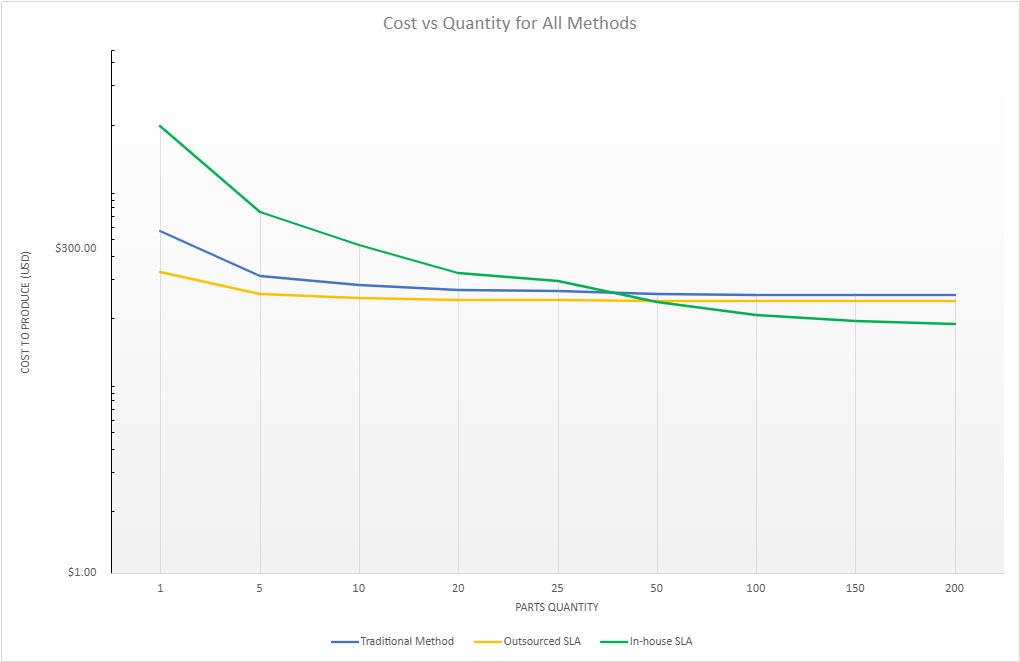 Cost vs Quantity for All Methods
COST TO PRODUCE (USD)
$300.00
$1.00
1 5 10 20 25 50 100 150 200
PARTS QUANTITY
Traditional Method Outsourced SLA In-house SLA